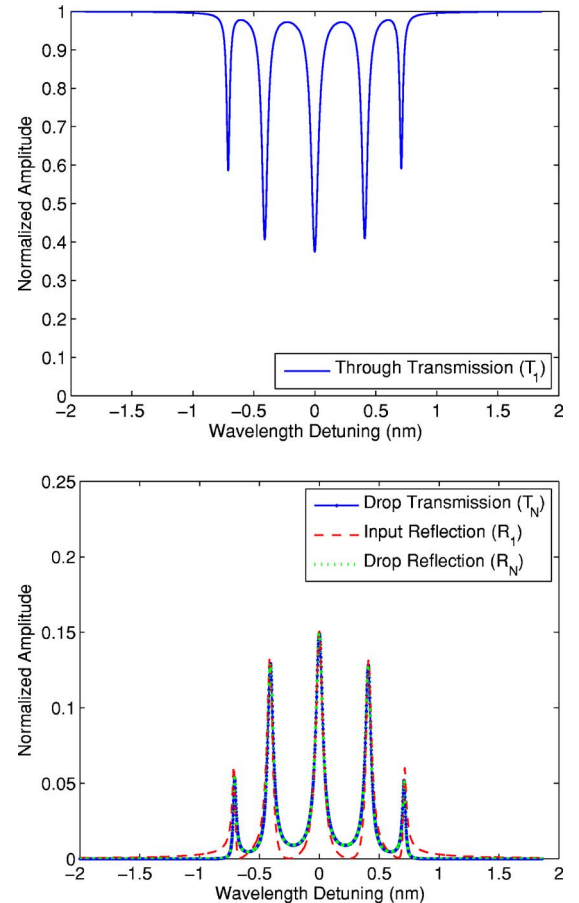 1
0.9
0.8
0.7
0.6
0.5
0.4
0.3
0.2
0.1
0
Normalized Amplitude
Through Transmission (T1)
−2 −1.5 −1 −0.5 0 0.5 1 1.5 2
Wavelength Detuning (nm)
0.25
0.2
0.15
0.1
0.05
0
Normalized Amplitude
Drop Transmission (TN)
Input Reflection (R1)
Drop Reflection (RN)
−2 −1.5 −1 −0.5 0 0.5 1 1.5 2
Wavelength Detuning (nm)